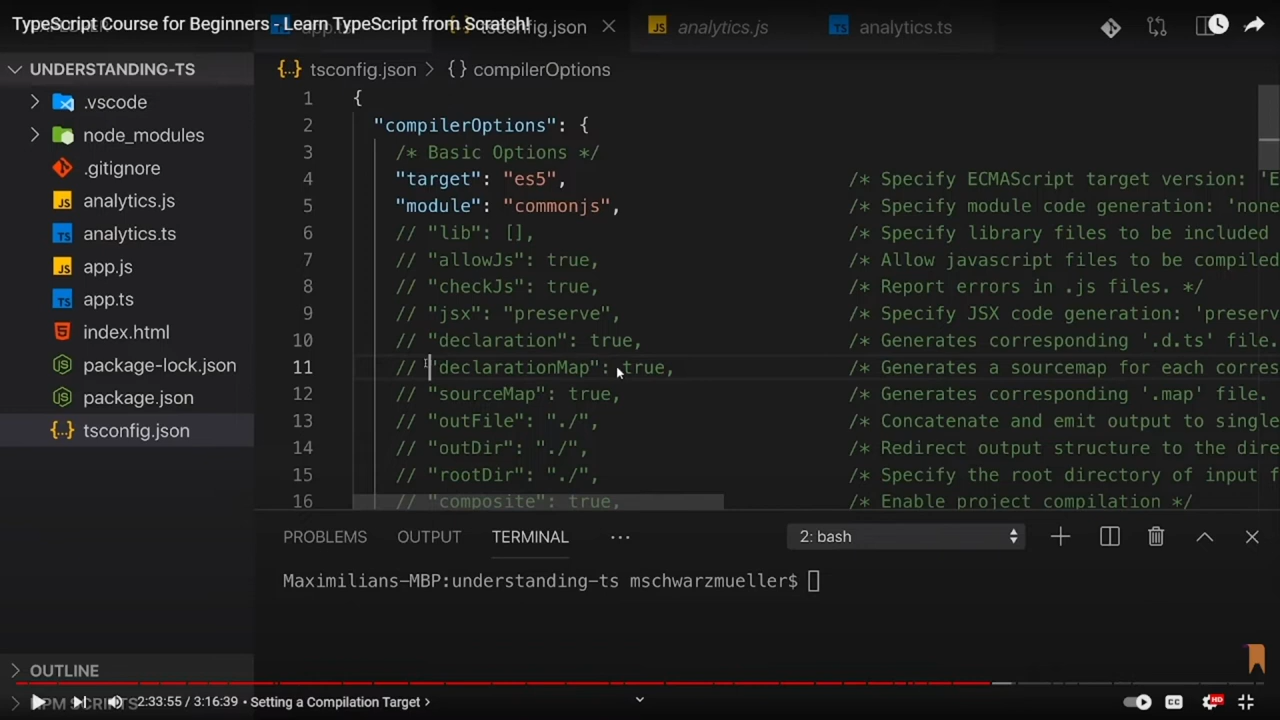 TypeScript Course for Beginners - Learn TypeScript from Scratch!
tsconfig.json
analytics.js
analytics.ts
UNDERSTANDING-TS
.vscode
node_modules
.gitignore
analytics.js
analytics.ts
app.js
app.ts
index.html
package-lock.json
package.json
tsconfig.json
OUTLINE
tsconfig.json > {} compilerOptions
1 {
2 "compilerOptions": {
3 /* Basic Options */
4 "target": "es5", /* Specify ECMAScript target version: 'E
5 "module": "commonjs", /* Specify module code generation: 'none
6 // "lib": [], /* Specify library files to be included
7 // "allowJs": true, /* Allow javascript files to be compiled
8 // "checkJs": true, /* Report errors in .js files. */
9 // "jsx": "preserve", /* Specify JSX code generation: 'preserv
10 // "declaration": true, /* Generates corresponding '.d.ts' file.
11 // "declarationMap": true, /* Generates a sourcemap for each corres
12 // "sourceMap": true, /* Generates corresponding '.map' file.
13 // "outFile": "./", /* Concatenate and emit output to single
14 // "outDir": "./", /* Redirect output structure to the dire
15 // "rootDir": "./", /* Specify the root directory of input f
16 // "composite": true, /* Enable project compilation */
PROBLEMS OUTPUT TERMINAL ... 2: bash
Maximilians-MBP:understanding-ts mschwarzmueller$
2:33:55 / 3:16:39 • Setting a Compilation Target >
CC HD